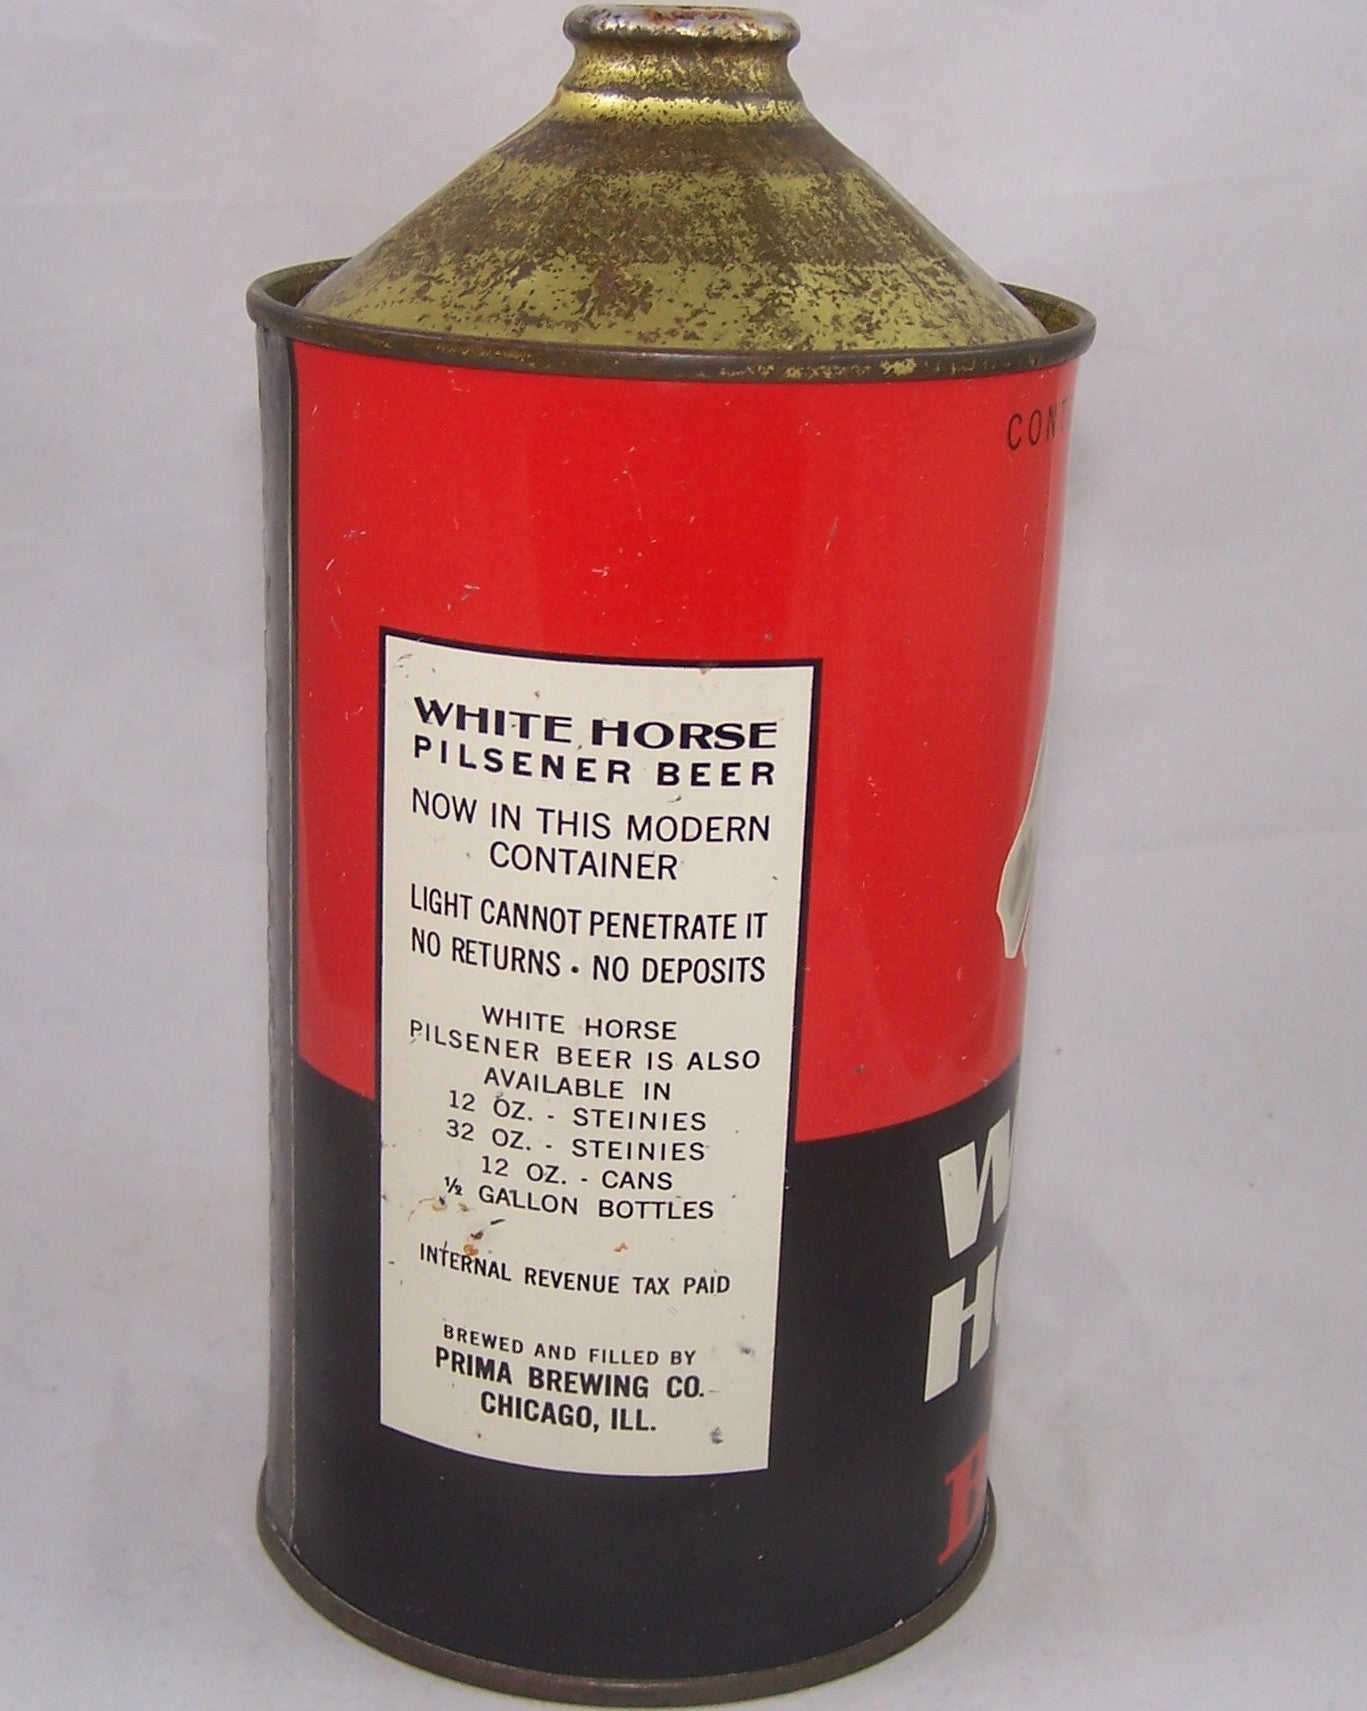 CONT
WHITE HORSE
PILSENER BEER
NOW IN THIS MODERN
CONTAINER
LIGHT CANNOT PENETRATE IT
NO RETURNS • NO DEPOSITS
WHITE HORSE
PILSENER BEER IS ALSO
AVAILABLE IN
12 OZ. - STEINIES
32 OZ. - STEINIES
12 OZ. - CANS
½ GALLON BOTTLES
INTERNAL REVENUE TAX PAID
BREWED AND FILLED BY
PRIMA BREWING CO.
CHICAGO, ILL.
W
HO
B